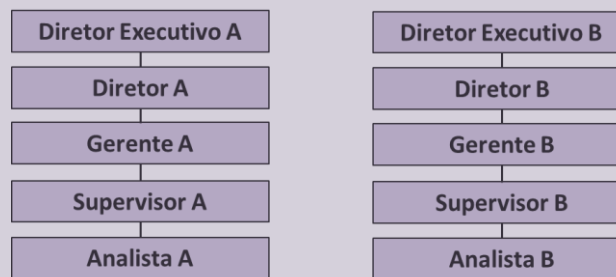 Diretor Executivo A
Diretor A
Gerente A
Supervisor A
Analista A
Diretor Executivo B
Diretor B
Gerente B
Supervisor B
Analista B